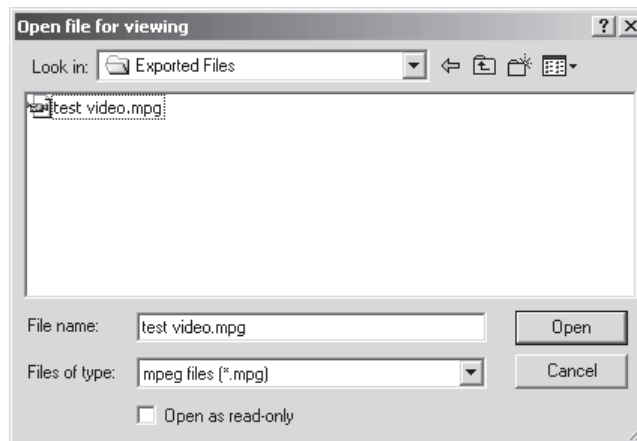 Open file for viewing
Look in: Exported Files
test video.mpg
File name: test video.mpg Open
Files of type: mpeg files (*.mpg) Cancel
Open as read-only